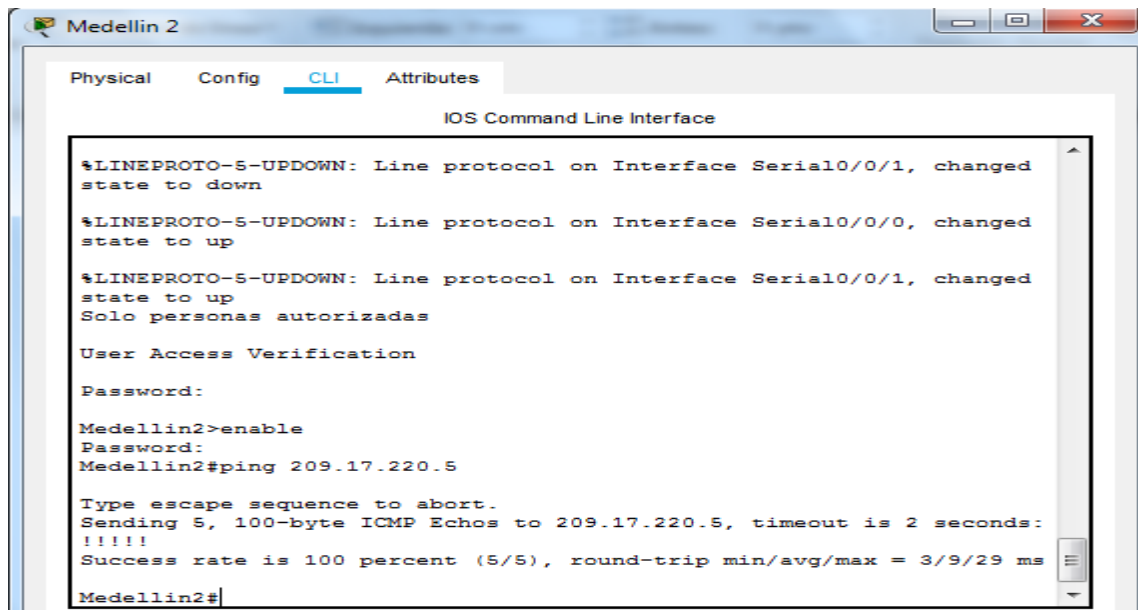 Medellin 2
Physical Config CLI Attributes
IOS Command Line Interface
%LINEPROTO-5-UPDOWN: Line protocol on Interface Serial0/0/1, changed
state to down
%LINEPROTO-5-UPDOWN: Line protocol on Interface Serial0/0/0, changed
state to up
%LINEPROTO-5-UPDOWN: Line protocol on Interface Serial0/0/1, changed
state to up
Solo personas autorizadas
User Access Verification
Password:
Medellin2>enable
Password:
Medellin2#ping 209.17.220.5
Type escape sequence to abort.
Sending 5, 100-byte ICMP Echos to 209.17.220.5, timeout is 2 seconds:
!!!!!
Success rate is 100 percent (5/5), round-trip min/avg/max = 3/9/29 ms
Medellin2#